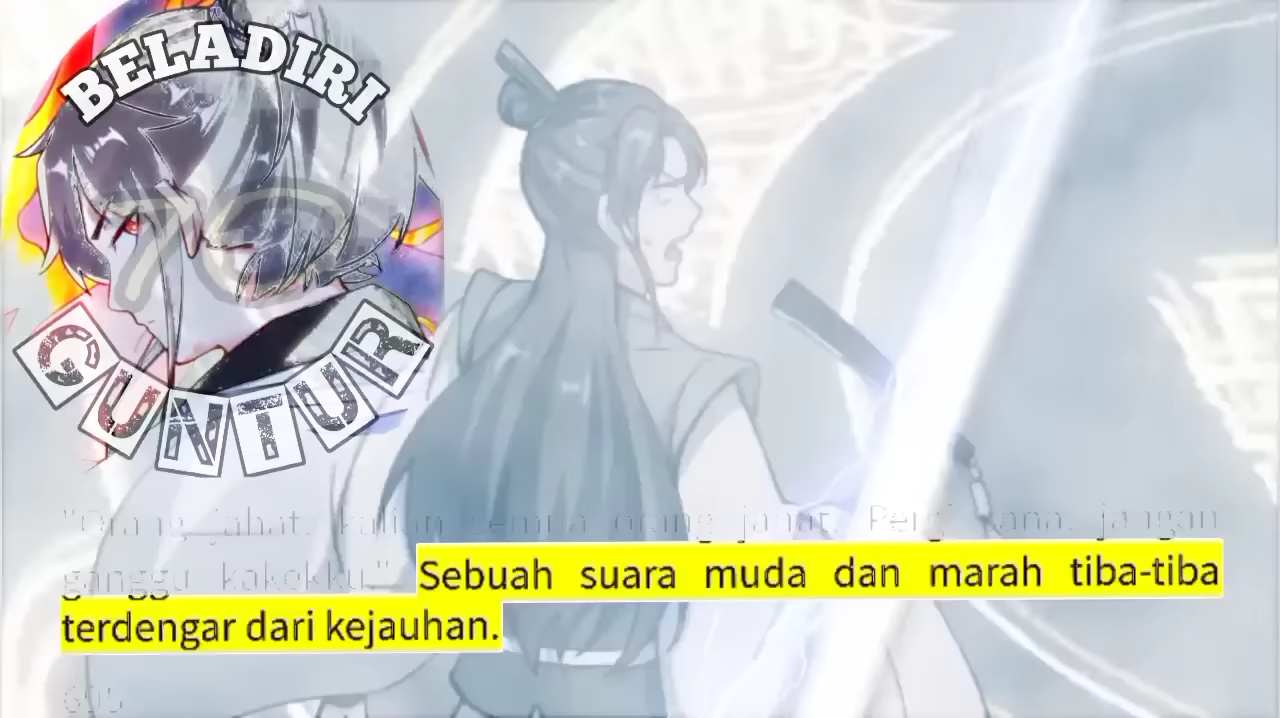 BELADIRI
GUNTUR
"Orang jahat, kalian semua orang jahat. Pergi sana, jangan
ganggu kakekku." Sebuah suara muda dan marah tiba-tiba
terdengar dari kejauhan.
605